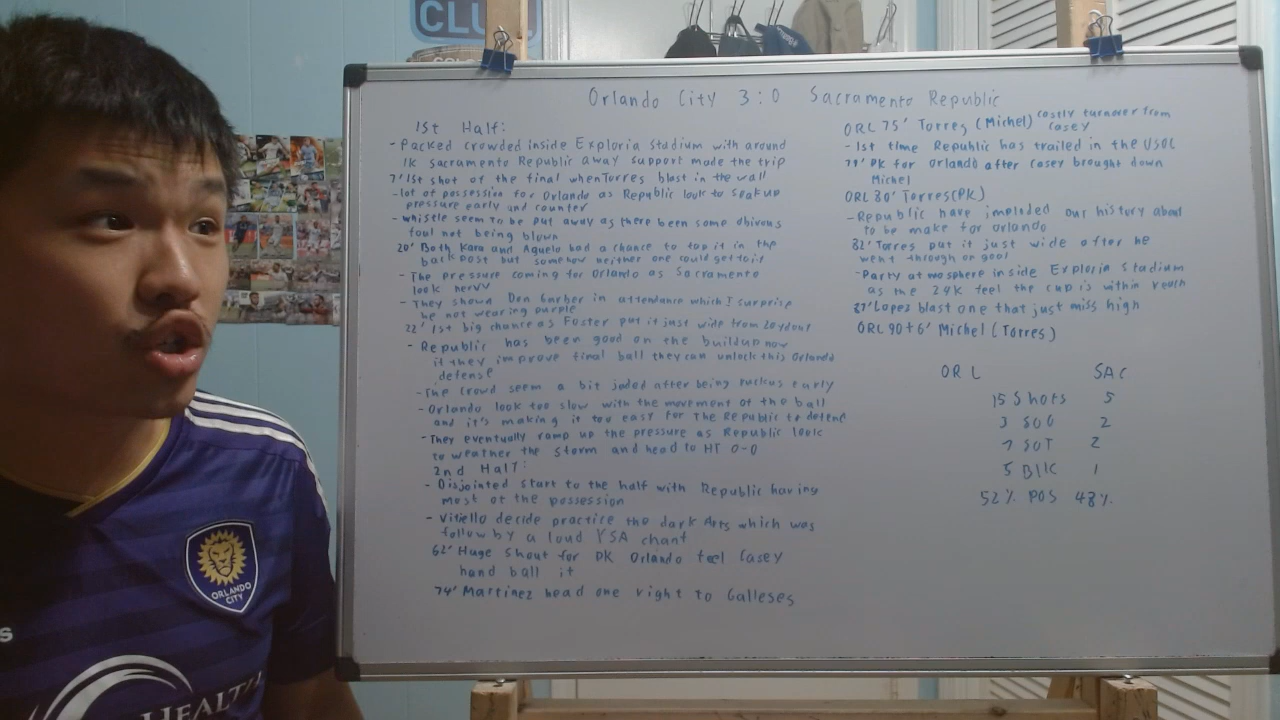 CLU
Orlando City 3:0 Sacramento Republic
1st Half:
- Packed crowded inside Exploria Stadium with around
1k Sacramento Republic away support made the trip
7' 1st shot of the final when Torres blast in the wall
- lot of possession for Orlando as Republic look to soak up
pressure early and counter
- whistle seem to be put away as there been some obivous
foul not being blown
20' Both Kara and Aguelo had a chance to tap it in the
back post but somehow neither one could get to it
- The pressure coming for Orlando as Sacramento
look nervy
- They shown Don Garber in attendance which I surprise
he not wearing purple
22' 1st big chance as Foster put it just wide from 20 yd out
- Republic has been good on the buildup now
if they improve final ball they can unlock this Orlando
defense
- The crowd seem a bit jaded after being ruckus early
- Orlando look too slow with the movement of the ball
and it's making it too easy for The Republic to defend
- They eventually ramp up the pressure as Republic look
to weather the storm and head to HT 0-0
2nd Half:
- Disjointed start to the half with Republic having
most of the possession
- Vitiello decide practice the dark Arts which was
follow by a loud YSA chant
62' Huge shout for PK Orlando feel Casey
hand ball it
74' Martinez head one right to Galleses
ORL 75' Torres (Michel) costly turnover from
Casey
- 1st time Republic has trailed in the USOC
79' PK for Orlando after Casey brought down
Michel
ORL 80' Torres (PK)
- Republic have imploded our history about
to be make for Orlando
82' Torres put it just wide after he
went through on goal
- Party atmosphere inside Exploria Stadium
as the 24K feel the cup is within reach
87' Lopez blast one that just miss high
ORL 90+6' Michel (Torres)
ORL SAC
15 Shots 5
3 SOG 2
7 SOT 2
5 Blk 1
52% POS 48%
ORLANDO
CITY
HEALTH